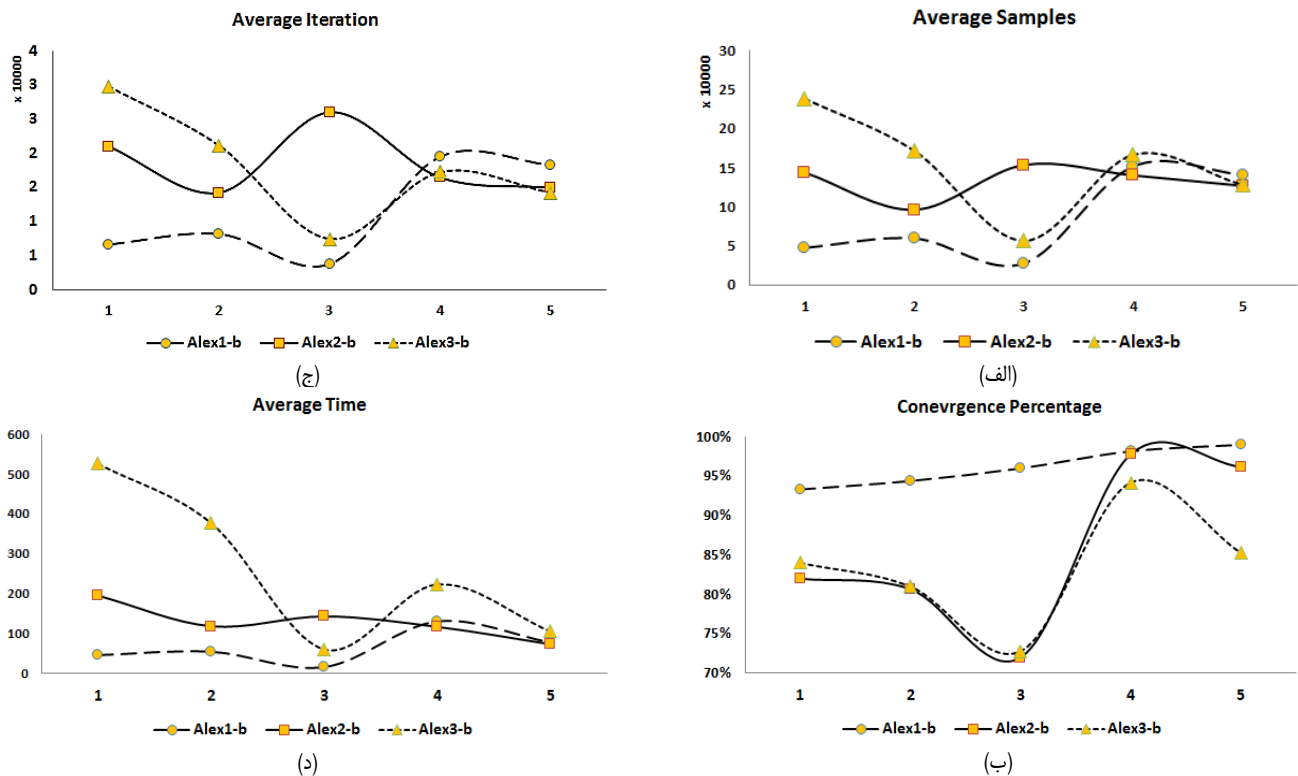 Average Iteration
x 10000
4
3
3
2
2
1
1
0
1 2 3 4 5
Alex1-b Alex2-b Alex3-b
(ج)
Average Samples
x 10000
30
25
20
15
10
5
0
1 2 3 4 5
Alex1-b Alex2-b Alex3-b
(الف)
Average Time
600
500
400
300
200
100
0
1 2 3 4 5
Alex1-b Alex2-b Alex3-b
(د)
Conevrgence Percentage
100%
95%
90%
85%
80%
75%
70%
1 2 3 4 5
Alex1-b Alex2-b Alex3-b
(ب)